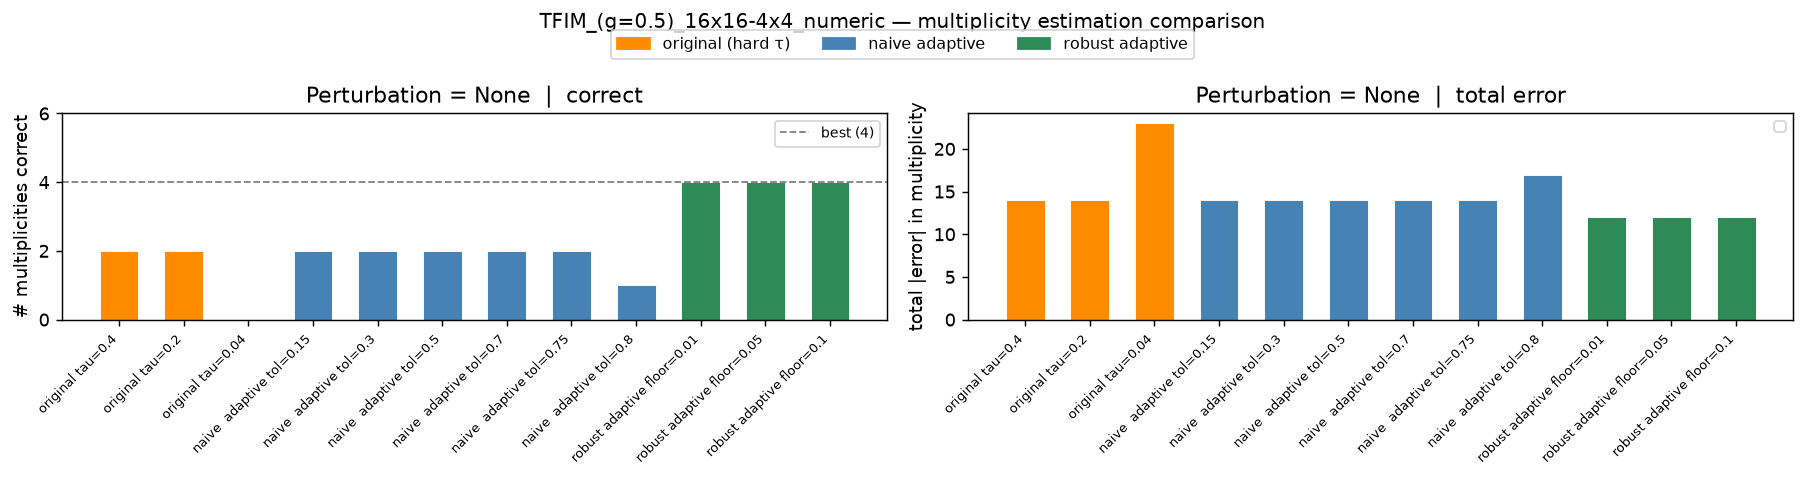 TFIM_(g=0.5)_16x16-4x4_numeric — multiplicity estimation comparison
original (hard τ) naive adaptive robust adaptive
Perturbation = None | correct
# multiplicities correct
6
4
2
0
best (4)
original tau=0.4
original tau=0.2
original tau=0.04
naive adaptive tol=0.15
naive adaptive tol=0.3
naive adaptive tol=0.5
naive adaptive tol=0.7
naive adaptive tol=0.75
naive adaptive tol=0.8
robust adaptive floor=0.01
robust adaptive floor=0.05
robust adaptive floor=0.1
Perturbation = None | total error
total |error| in multiplicity
20
15
10
5
0
original tau=0.4
original tau=0.2
original tau=0.04
naive adaptive tol=0.15
naive adaptive tol=0.3
naive adaptive tol=0.5
naive adaptive tol=0.7
naive adaptive tol=0.75
naive adaptive tol=0.8
robust adaptive floor=0.01
robust adaptive floor=0.05
robust adaptive floor=0.1